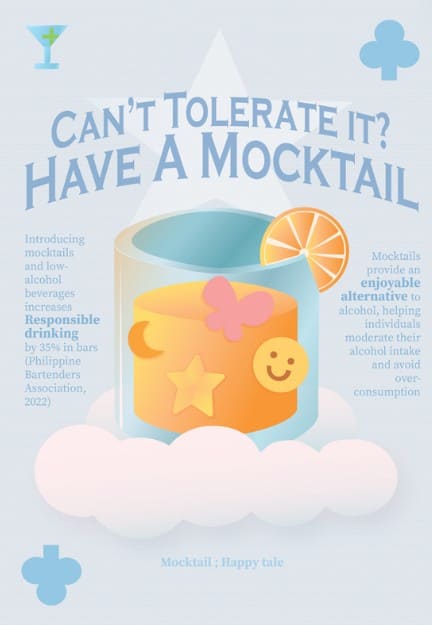 CAN'T TOLERATE IT?
HAVE A MOCKTAIL
Introducing
mocktails
and low-
alcohol
beverages
increases
Responsible
drinking
by 35% in bars
(Philippine
Bartenders
Association,
2022)
Mocktails
provide an
enjoyable
alternative to
alcohol, helping
individuals
moderate their
alcohol intake
and avoid
over-
consumption
Mocktail ; Happy tale